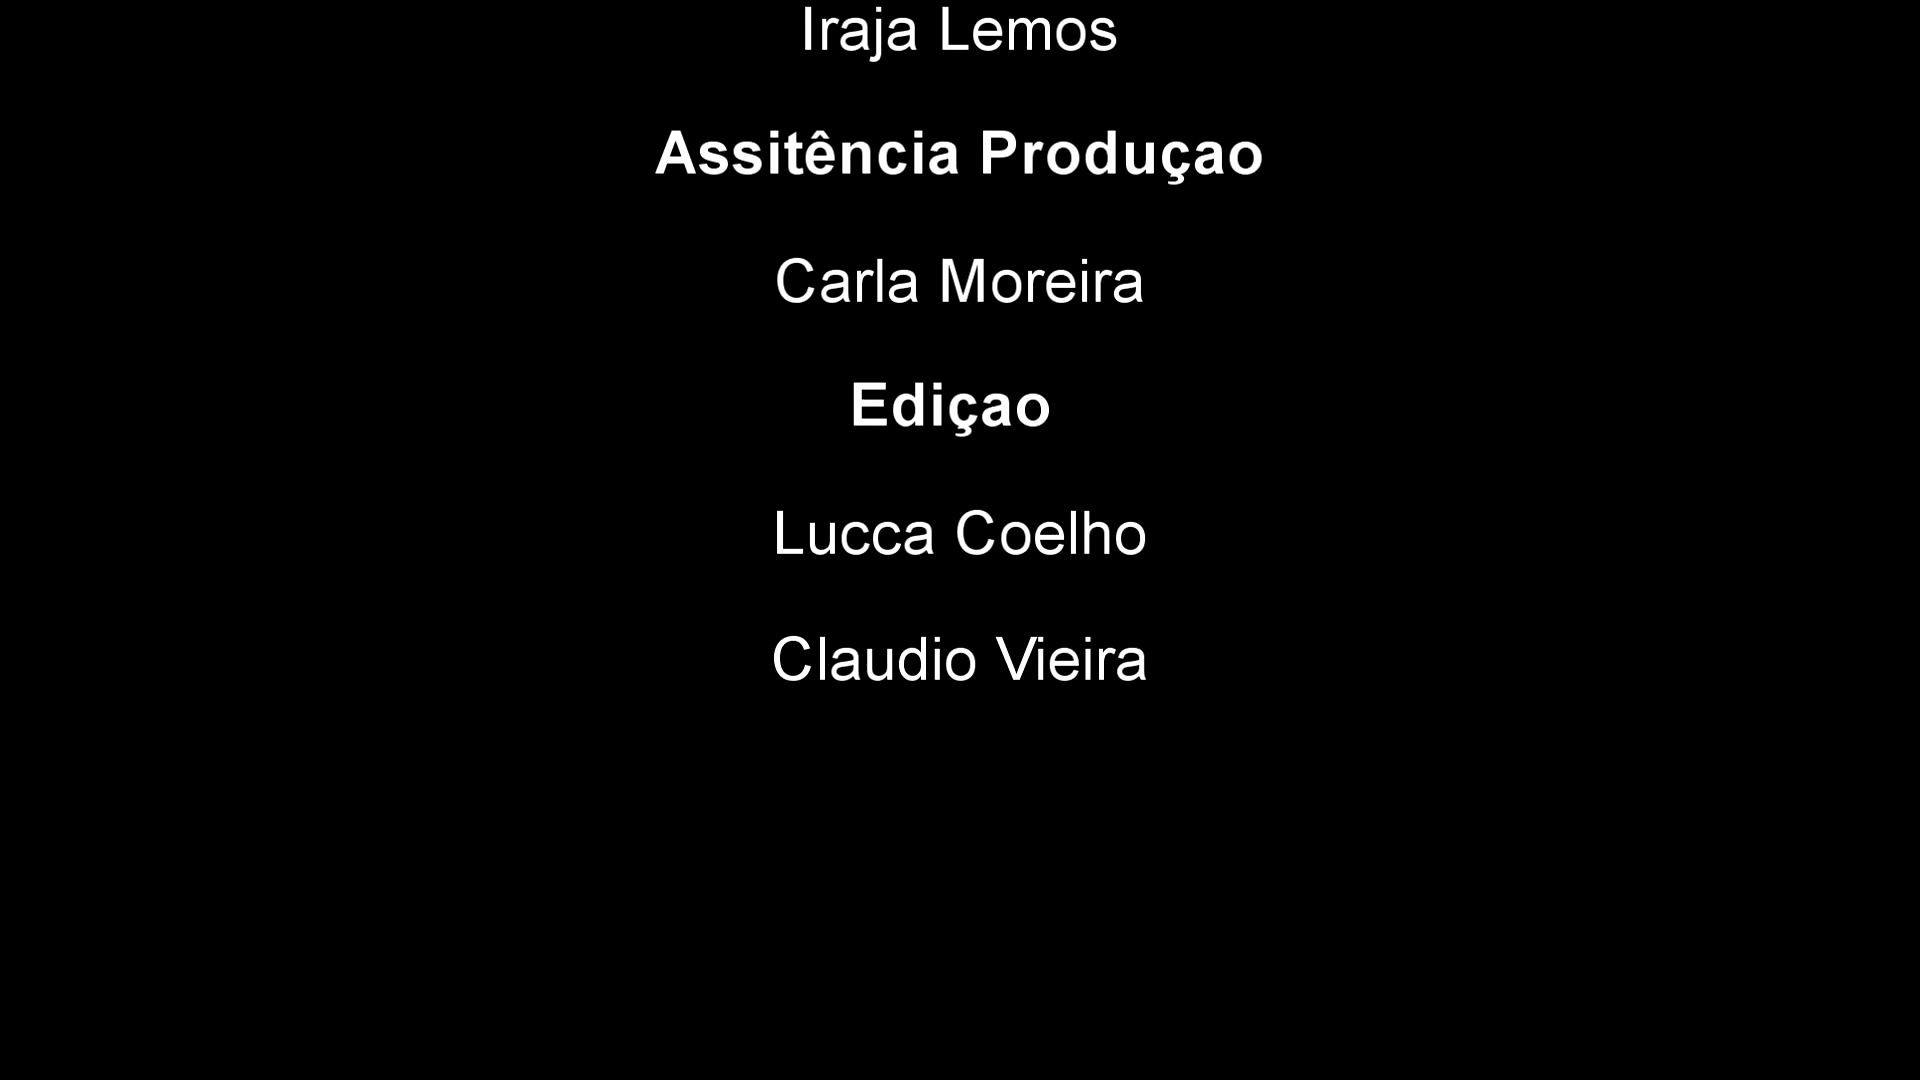 Iraja Lemos
Assitência Produçao
Carla Moreira
Ediçao
Lucca Coelho
Claudio Vieira